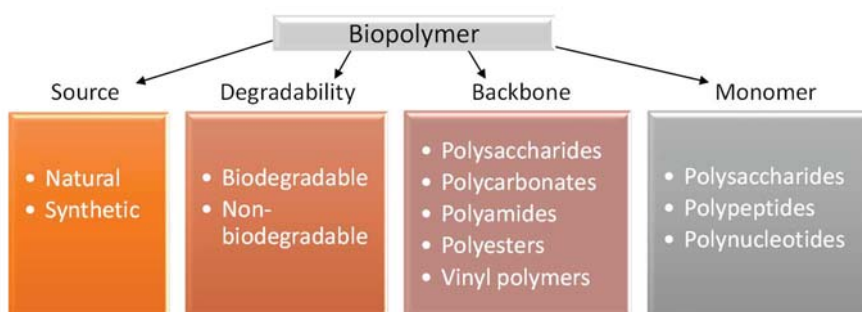 Biopolymer
Source
Degradability
Backbone
Monomer
• Natural
• Synthetic
• Biodegradable
• Non-
biodegradable
• Polysaccharides
• Polycarbonates
• Polyamides
• Polyesters
• Vinyl polymers
• Polysaccharides
• Polypeptides
• Polynucleotides